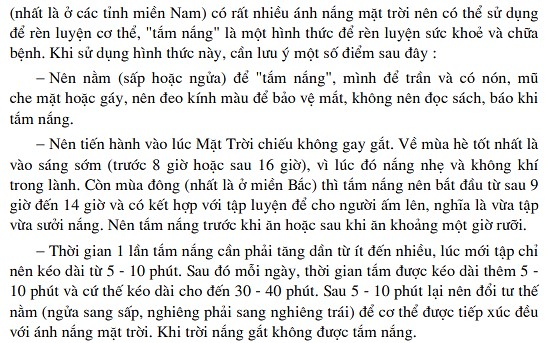 (nhất là ở các tỉnh miền Nam) có rất nhiều ánh nắng mặt trời nên có thể sử dụng
để rèn luyện cơ thể, "tắm nắng" là một hình thức để rèn luyện sức khoẻ và chữa
bệnh. Khi sử dụng hình thức này, cần lưu ý một số điểm sau đây :
– Nên nằm (sấp hoặc ngửa) để "tắm nắng", mình để trần và có nón, mũ
che mặt hoặc gáy, nên đeo kính màu để bảo vệ mắt, không nên đọc sách, báo khi
tắm nắng.
– Nên tiến hành vào lúc Mặt Trời chiếu không gay gắt. Về mùa hè tốt nhất là
vào sáng sớm (trước 8 giờ hoặc sau 16 giờ), vì lúc đó nắng nhẹ và không khí
trong lành. Còn mùa đông (nhất là ở miền Bắc) thì tắm nắng nên bắt đầu từ sau 9
giờ đến 14 giờ và có kết hợp với tập luyện để cho người ấm lên, nghĩa là vừa tập
vừa sưởi nắng. Nên tắm nắng trước khi ăn hoặc sau khi ăn khoảng một giờ rưỡi.
– Thời gian 1 lần tắm nắng cần phải tăng dần từ ít đến nhiều, lúc mới tập chỉ
nên kéo dài từ 5 - 10 phút. Sau đó mỗi ngày, thời gian tắm được kéo dài thêm 5 -
10 phút và cứ thế kéo dài cho đến 30 - 40 phút. Sau 5 - 10 phút lại nên đổi tư thế
nằm (ngửa sang sấp, nghiêng phải sang nghiêng trái) để cơ thể được tiếp xúc đều
với ánh nắng mặt trời. Khi trời nắng gắt không được tắm nắng.